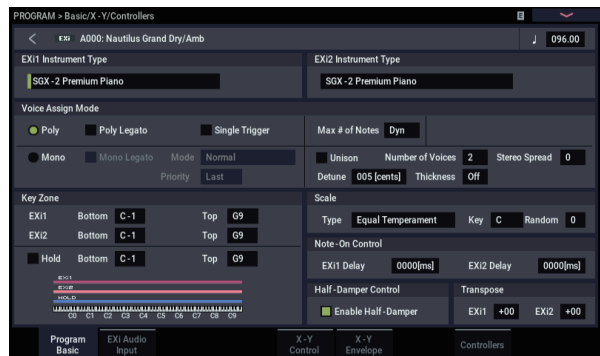 PROGRAM > Basic/X-Y/Controllers E
EXi A000: Nautilus Grand Dry/Amb ♩ 096.00
EXi1 Instrument Type EXi2 Instrument Type
SGX-2 Premium Piano SGX-2 Premium Piano
Voice Assign Mode
Poly Poly Legato Single Trigger Max # of Notes Dyn
Mono Mono Legato Mode Normal Unison Number of Voices 2 Stereo Spread 0
Priority Last Detune 005 [cents] Thickness Off
Key Zone Scale
EXi1 Bottom C-1 Top G9 Type Equal Temperament Key C Random 0
EXi2 Bottom C-1 Top G9 Note-On Control
Hold Bottom C-1 Top G9 EXi1 Delay 0000[ms] EXi2 Delay 0000[ms]
EXi1
EXi2 Half-Damper Control Transpose
HOLD
C0 C1 C2 C3 C4 C5 C6 C7 C8 C9 Enable Half-Damper EXi1 +00 EXi2 +00
Program EXi Audio X-Y X-Y Controllers
Basic Input Control Envelope